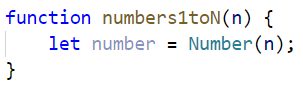 function numbers1toN(n) {
    let number = Number(n);
}